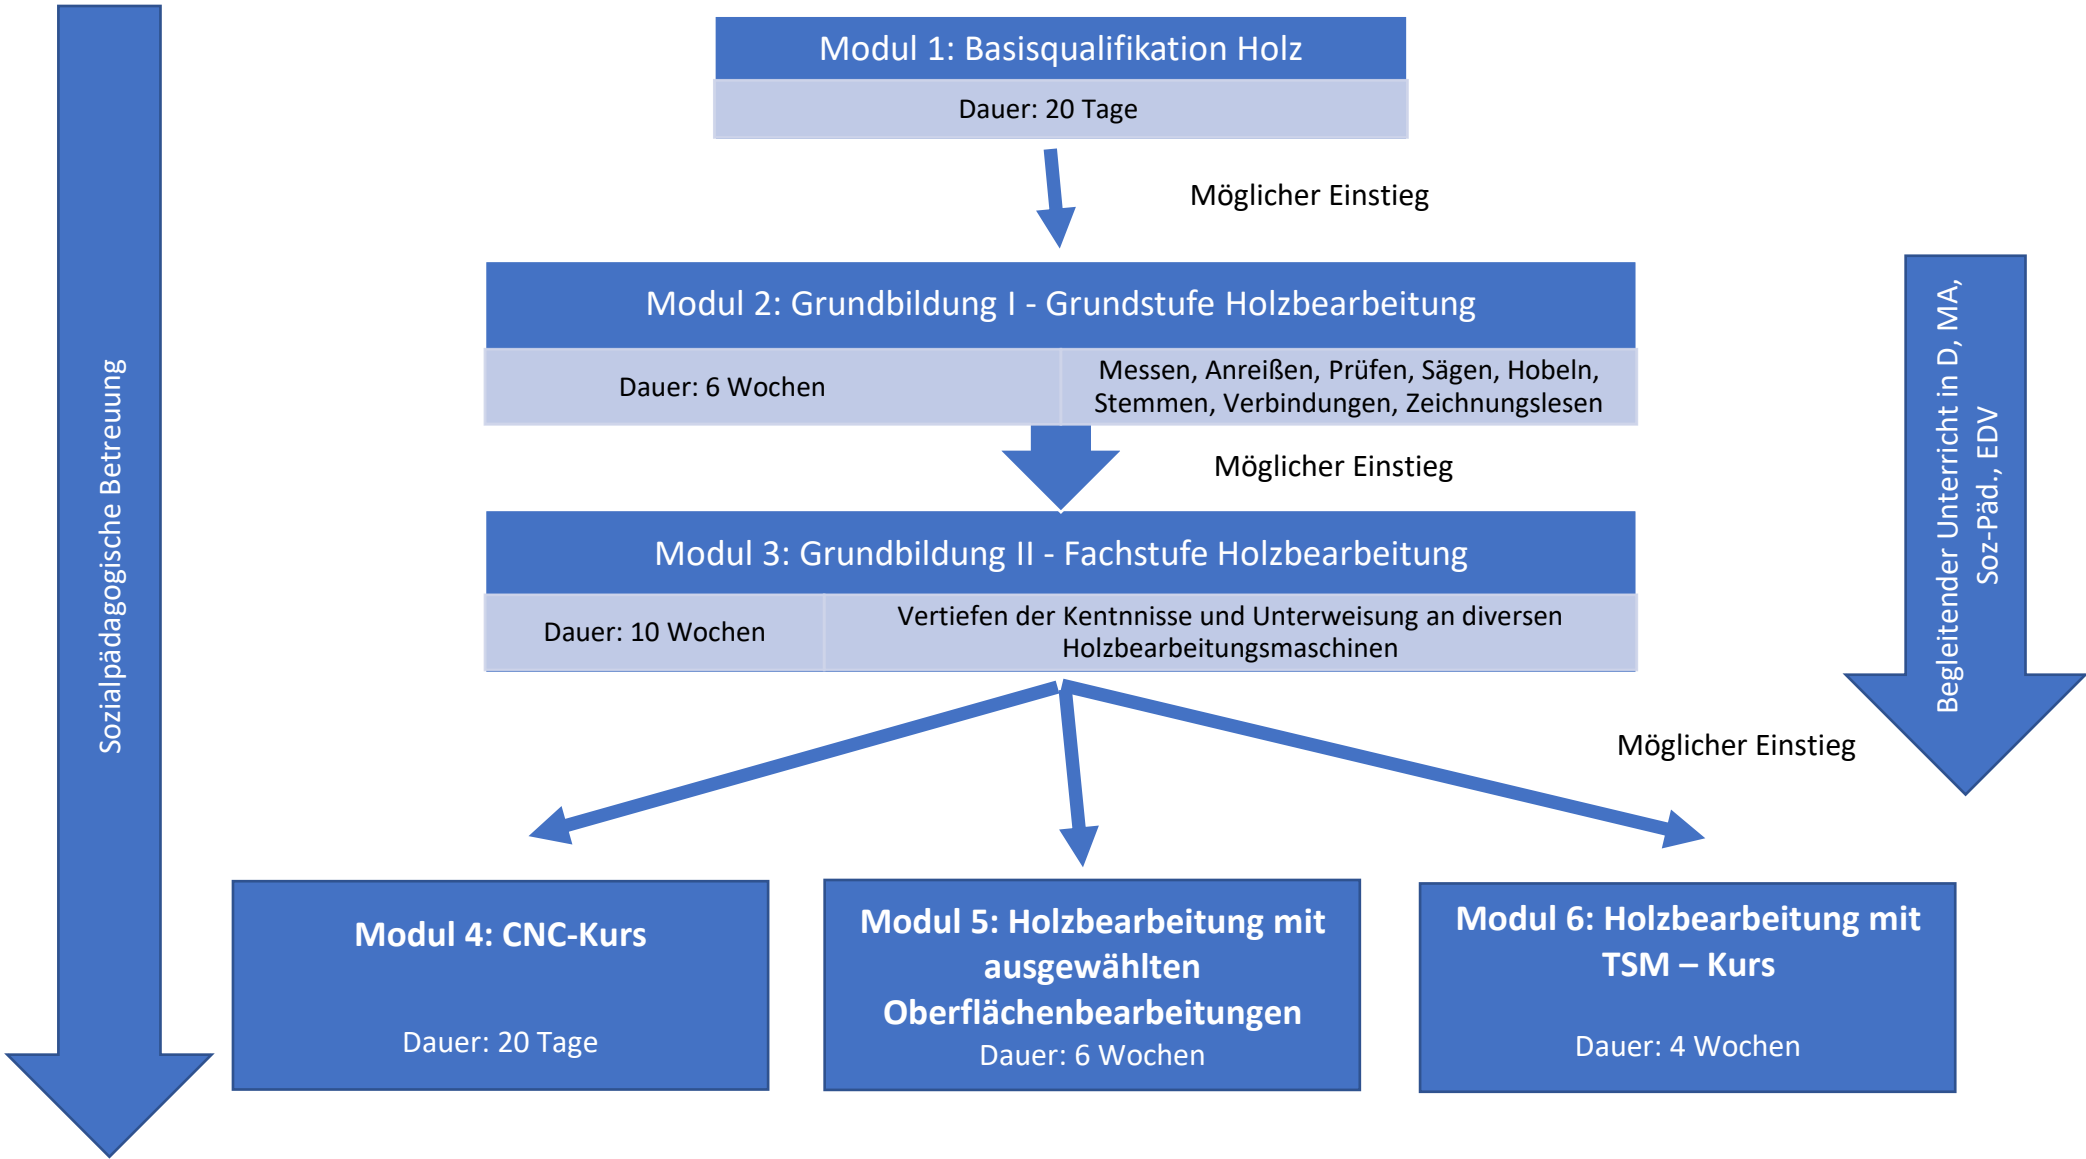 Modul 1: Basisqualifikation Holz
Dauer: 20 Tage
Möglicher Einstieg
Modul 2: Grundbildung I - Grundstufe Holzbearbeitung
Dauer: 6 Wochen
Messen, Anreißen, Prüfen, Sägen, Hobeln,
Stemmen, Verbindungen, Zeichnungslesen
Möglicher Einstieg
Modul 3: Grundbildung II - Fachstufe Holzbearbeitung
Dauer: 10 Wochen
Vertiefen der Kentnnisse und Unterweisung an diversen
Holzbearbeitungsmaschinen
Möglicher Einstieg
Modul 4: CNC-Kurs
Dauer: 20 Tage
Modul 5: Holzbearbeitung mit
ausgewählten
Oberflächenbearbeitungen
Dauer: 6 Wochen
Modul 6: Holzbearbeitung mit
TSM – Kurs
Dauer: 4 Wochen
Sozialpädagogische Betreuung
Begleitender Unterricht in D, MA,
Soz-Päd., EDV